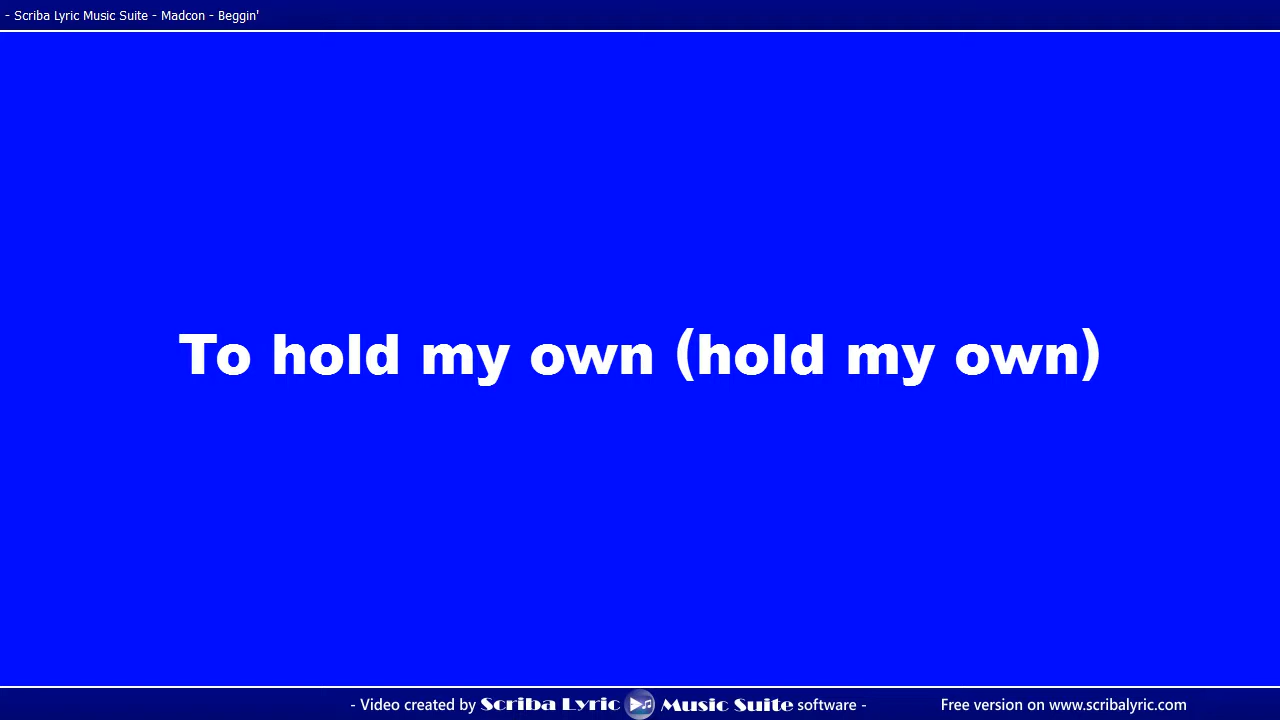 - Scriba Lyric Music Suite - Madcon - Beggin'
To hold my own (hold my own)
- Video created by Scriba Lyric Music Suite software - Free version on www.scribalyric.com